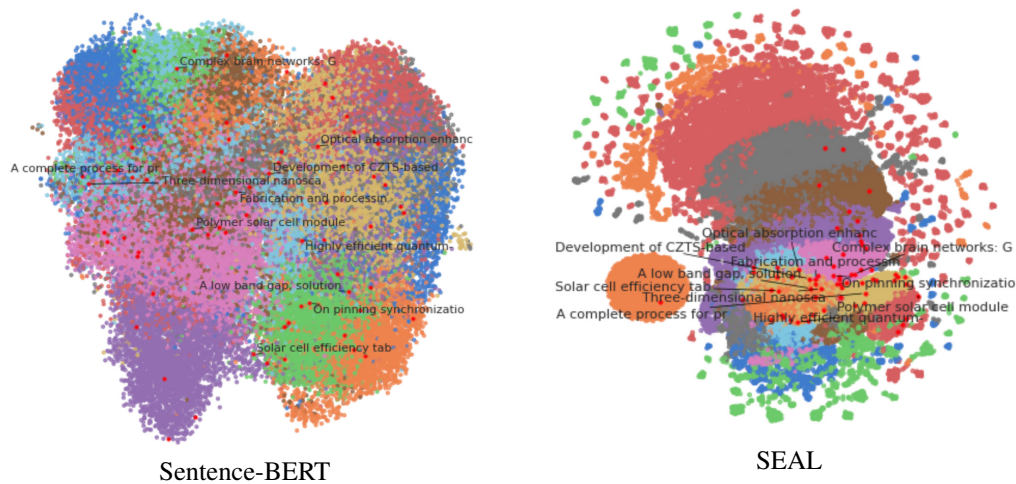 Complex brain networks: G
Optical absorption enhanc
A complete process for pr
Development of CZTS-based
Three-dimensional nanosca
Fabrication and processin
Polymer solar cell module
Highly efficient quantum-
A low band gap, solution
On pinning synchronizatio
Solar cell efficiency tab
Sentence-BERT
Optical absorption enhanc
Development of CZTS-based
Complex brain networks: G
Fabrication and processin
A low band gap, solution
On pinning synchronizatio
Solar cell efficiency tab
Three-dimensional nanosca
Polymer solar cell module
A complete process for pr
Highly efficient quantum-
SEAL